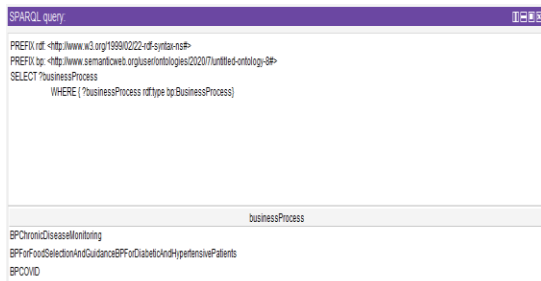 SPARQL query:
PREFIX rdf: <http://www.w3.org/1999/02/22-rdf-syntax-ns#>
PREFIX bp: <http://www.semanticweb.org/user/ontologies/2020/7/untitled-ontology-8#>
SELECT ?businessProcess
WHERE { ?businessProcess rdf:type bp:BusinessProcess}
businessProcess
BPChronicDiseaseMonitoring
BPForFoodSelectionAndGuidanceBPForDiabeticAndHypertensivePatients
BPCOVID